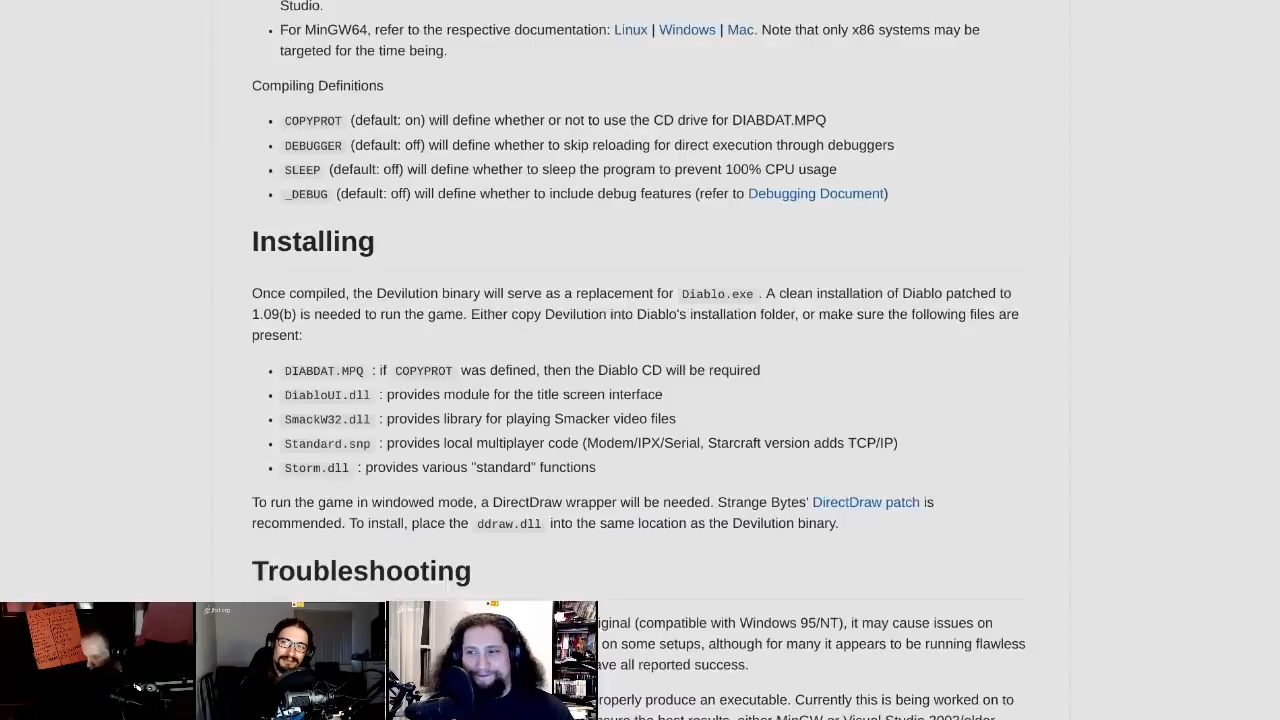 Studio.
• For MinGW64, refer to the respective documentation: Linux | Windows | Mac. Note that only x86 systems may be
targeted for the time being.
Compiling Definitions
• COPYPROT (default: on) will define whether or not to use the CD drive for DIABDAT.MPQ
• DEBUGGER (default: off) will define whether to skip reloading for direct execution through debuggers
• SLEEP (default: off) will define whether to sleep the program to prevent 100% CPU usage
• _DEBUG (default: off) will define whether to include debug features (refer to Debugging Document)
Installing
Once compiled, the Devilution binary will serve as a replacement for Diablo.exe. A clean installation of Diablo patched to
1.09(b) is needed to run the game. Either copy Devilution into Diablo's installation folder, or make sure the following files are
present:
• DIABDAT.MPQ : if COPYPROT was defined, then the Diablo CD will be required
• DiabloUI.dll : provides module for the title screen interface
• SmackW32.dll : provides library for playing Smacker video files
• Standard.snp : provides local multiplayer code (Modem/IPX/Serial, Starcraft version adds TCP/IP)
• Storm.dll : provides various "standard" functions
To run the game in windowed mode, a DirectDraw wrapper will be needed. Strange Bytes' DirectDraw patch is
recommended. To install, place the ddraw.dll into the same location as the Devilution binary.
Troubleshooting
iginal (compatible with Windows 95/NT), it may cause issues on
on some setups, although for many it appears to be running flawless
ave all reported success.
roperly produce an executable. Currently this is being worked on to
nsure the best results, either MinGW or Visual Studio 2003/older